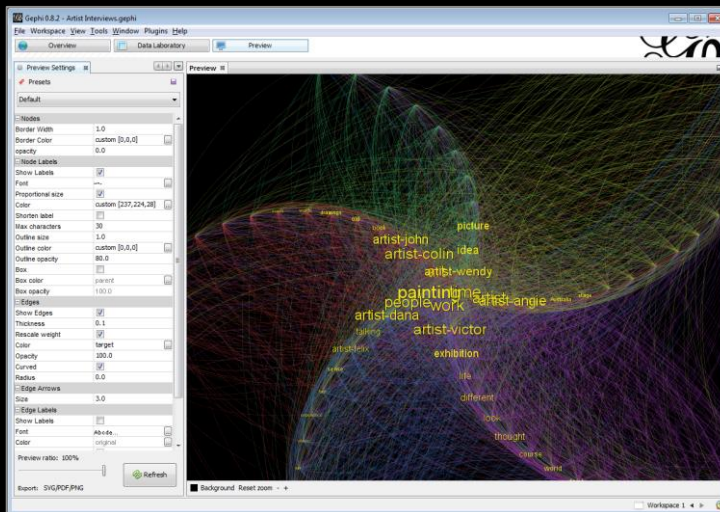 Gephi 0.8.2 - Artist Interviews.gephi
File Workspace View Tools Window Plugins Help
Overview Data Laboratory Preview
Preview Settings
Presets
Default
Nodes
Border Width 1.0
Border Color custom [0,0,0]
opacity 0.0
Node Labels
Show Labels
Font
Proportional size
Color custom [237,224,28]
Shorten label
Max characters 30
Outline size 1.0
Outline color custom [0,0,0]
Outline opacity 80.0
Box
Box color parent
Box opacity 100.0
Edges
Show Edges
Thickness 0.1
Rescale weight
Color target
Opacity 100.0
Curved
Radius 0.0
Edge Arrows
Size 3.0
Edge Labels
Show Labels
Font Abcde...
Color original
Preview ratio: 100%
Refresh
Export: SVG/PDF/PNG
Preview
picture
artist-john
idea
artist-colin
artist-wendy
painting time
people work artist-angie
artist-dana
artist-victor
talking
artist-felix
exhibition
life
different
look
thought
course
world
Background Reset zoom - +
Workspace 1